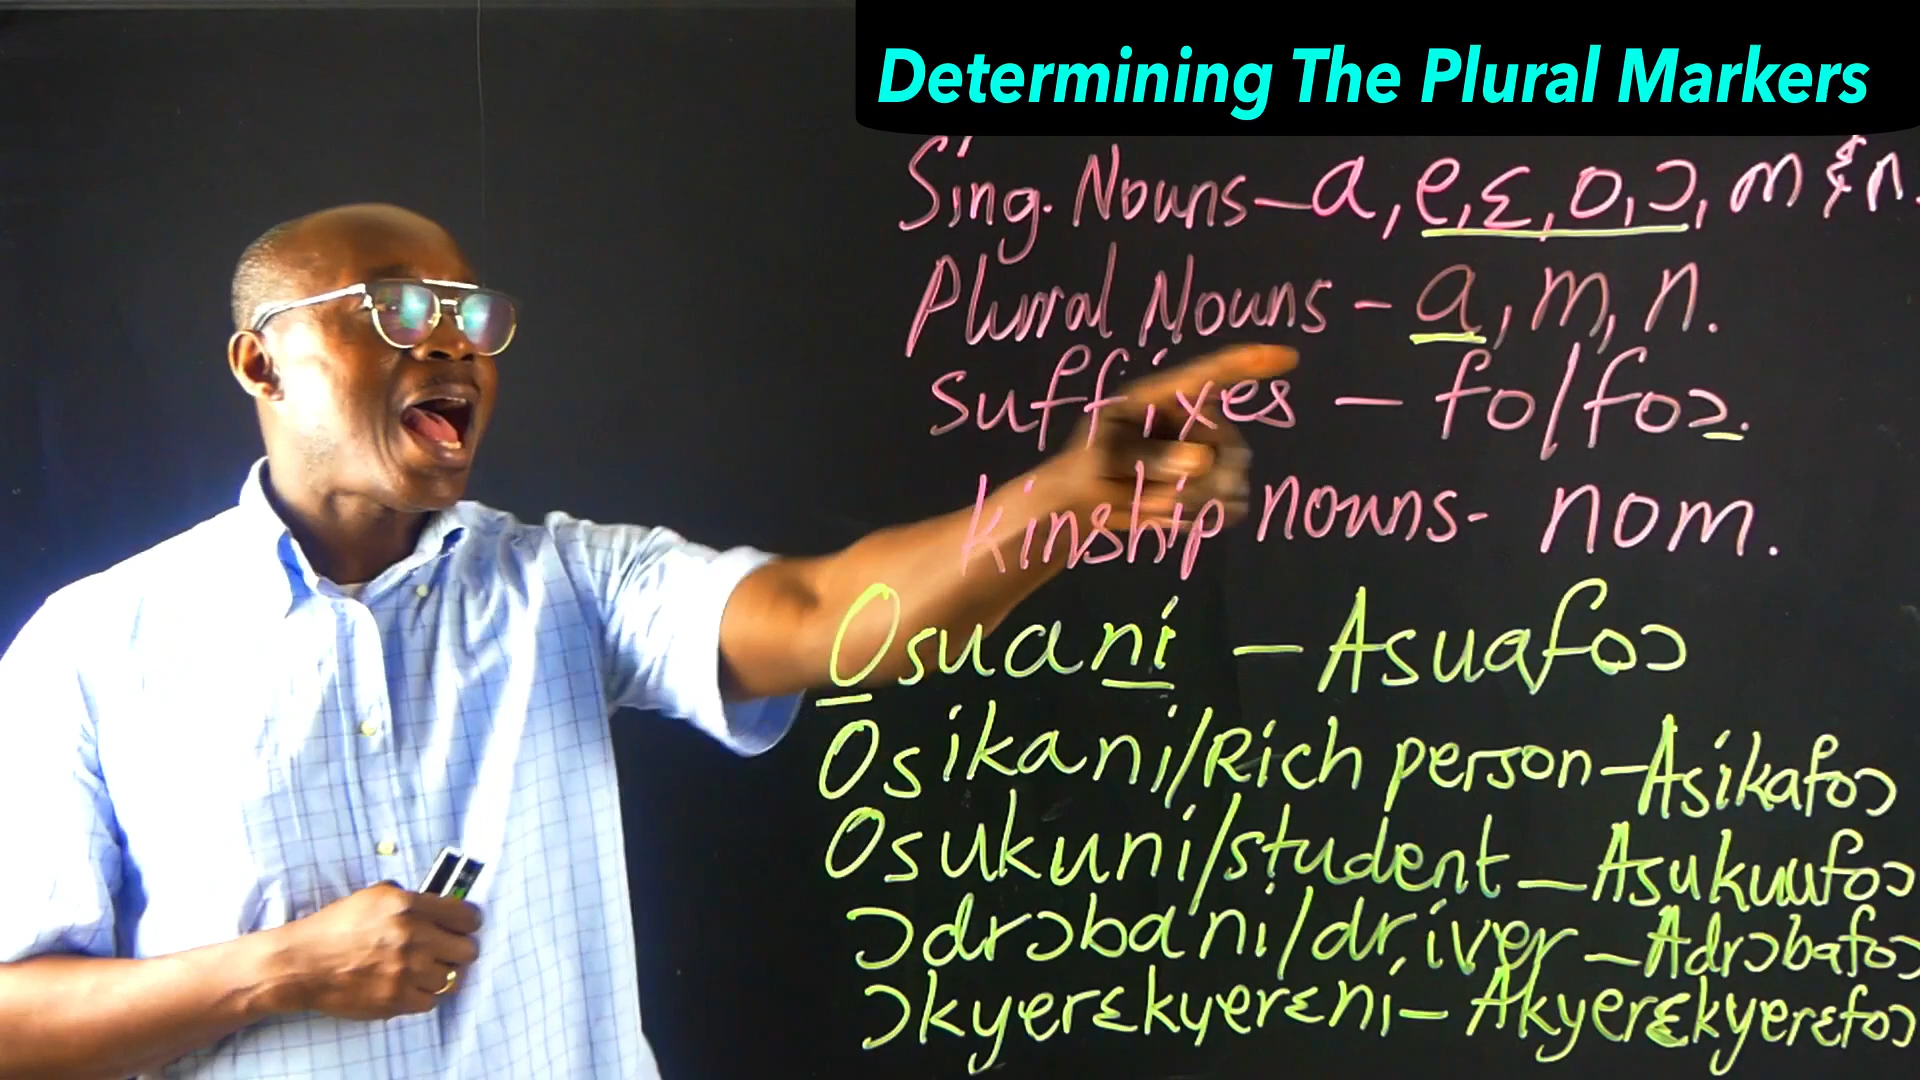 Determining The Plural Markers
Sing. Nouns – a, e, ɛ, o, ɔ, m & n.
Plural Nouns – a, m, n.
Suffixes – fo/foɔ.
Kinship nouns - nom.
Osuani – Asuafoɔ
Osikani/Rich person – Asikafoɔ
Osukuni/student – Asukuufoɔ
Ɔdrɔbani/driver – Adrɔbafoɔ
Ɔkyerɛkyerɛni – Akyerɛkyerɛfoɔ